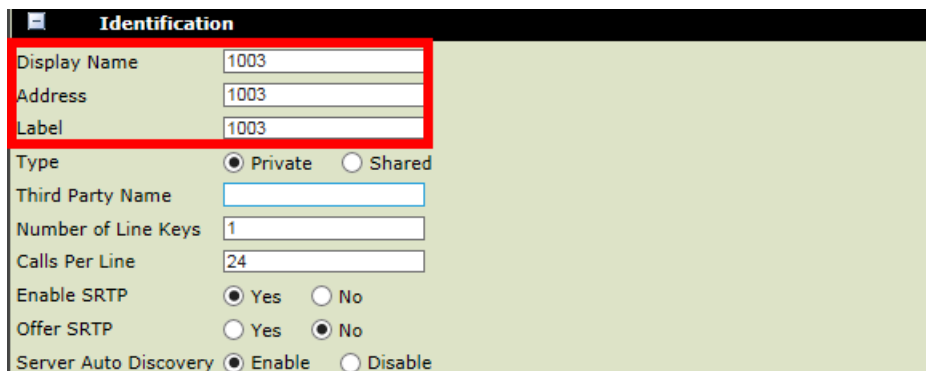 Identification
Display Name 1003
Address 1003
Label 1003
Type Private Shared
Third Party Name
Number of Line Keys 1
Calls Per Line 24
Enable SRTP Yes No
Offer SRTP Yes No
Server Auto Discovery Enable Disable